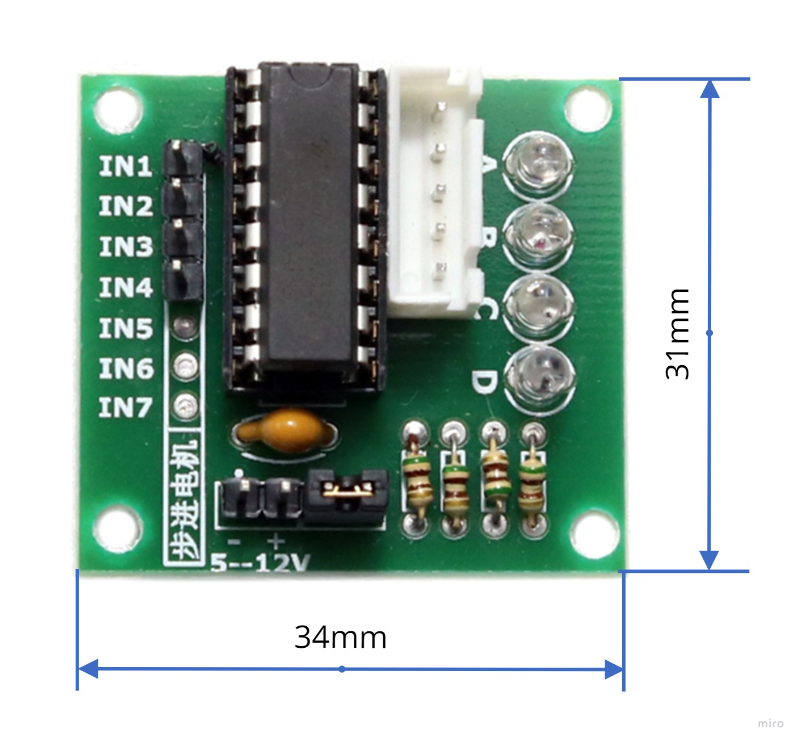 IN1
IN2
IN3
IN4
IN5
IN6
IN7
A
B
C
D
步进电机
- +
5--12V
31mm
34mm
miro